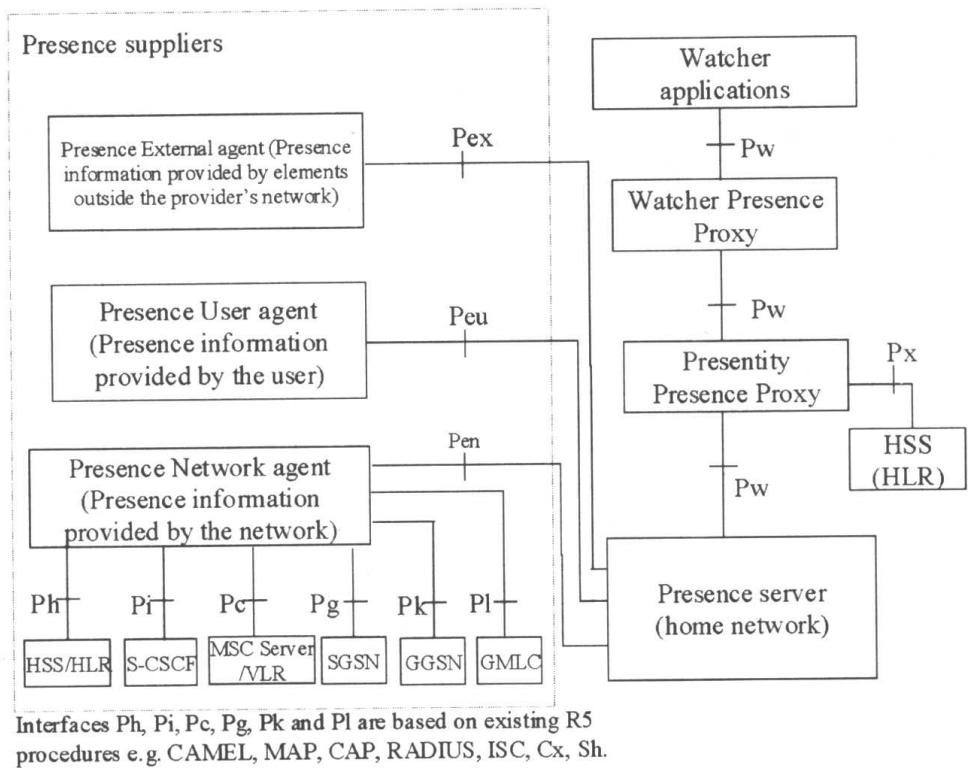 Presence suppliers
Presence External agent (Presence
information provided by elements
outside the provider's network)
Pex
Presence User agent
(Presence information
provided by the user)
Peu
Presence Network agent
(Presence information
provided by the network)
Pen
Ph
Pi
Pc
Pg
Pk
Pl
HSS/HLR
S-CSCF
MSC Server
/VLR
SGSN
GGSN
GMLC
Watcher
applications
Pw
Watcher Presence
Proxy
Pw
Presentity
Presence Proxy
Px
HSS
(HLR)
Pw
Presence server
(home network)
Interfaces Ph, Pi, Pc, Pg, Pk and Pl are based on existing R5
procedures e.g. CAMEL, MAP, CAP, RADIUS, ISC, Cx, Sh.